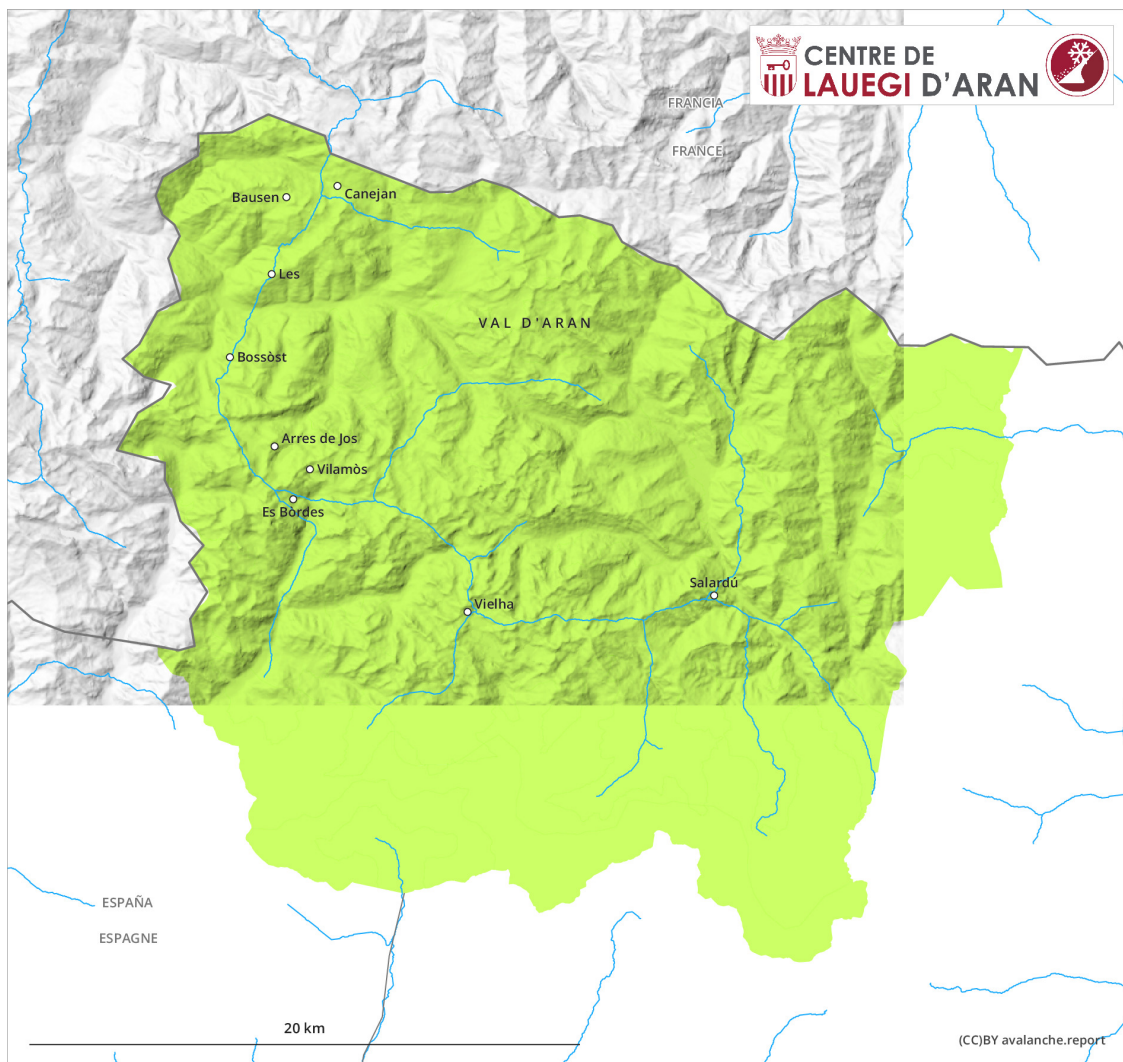 CENTRE DE
LAUEGI D'ARAN
FRANCIA
FRANCE
Bausen
Canejan
Les
VAL D'ARAN
Bossòst
Arres de Jos
Vilamòs
Es Bòrdes
Salardú
Vielha
ESPAÑA
ESPAGNE
20 km
(CC)BY avalanche.report